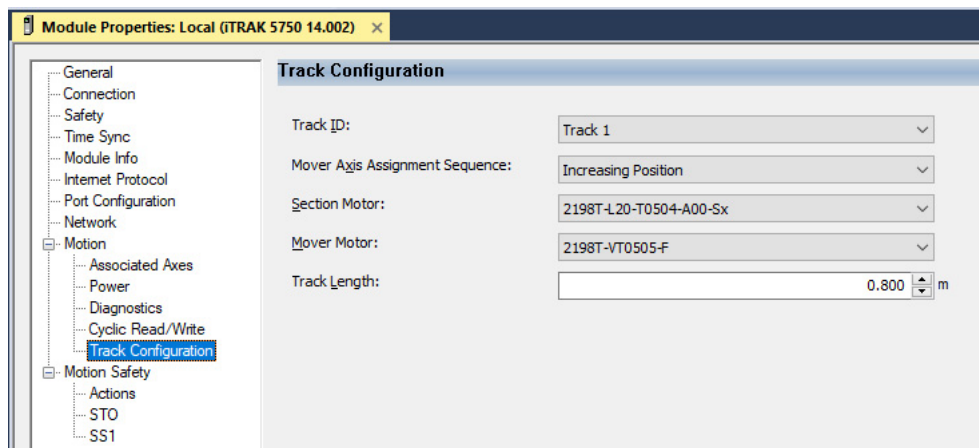 Module Properties: Local (iTRAK 5750 14.002)
General
Connection
Safety
Time Sync
Module Info
Internet Protocol
Port Configuration
Network
Motion
Associated Axes
Power
Diagnostics
Cyclic Read/Write
Track Configuration
Motion Safety
Actions
STO
SS1
Track Configuration
Track ID: Track 1
Mover Axis Assignment Sequence: Increasing Position
Section Motor: 2198T-L20-T0504-A00-Sx
Mover Motor: 2198T-VT0505-F
Track Length: 0.800 m